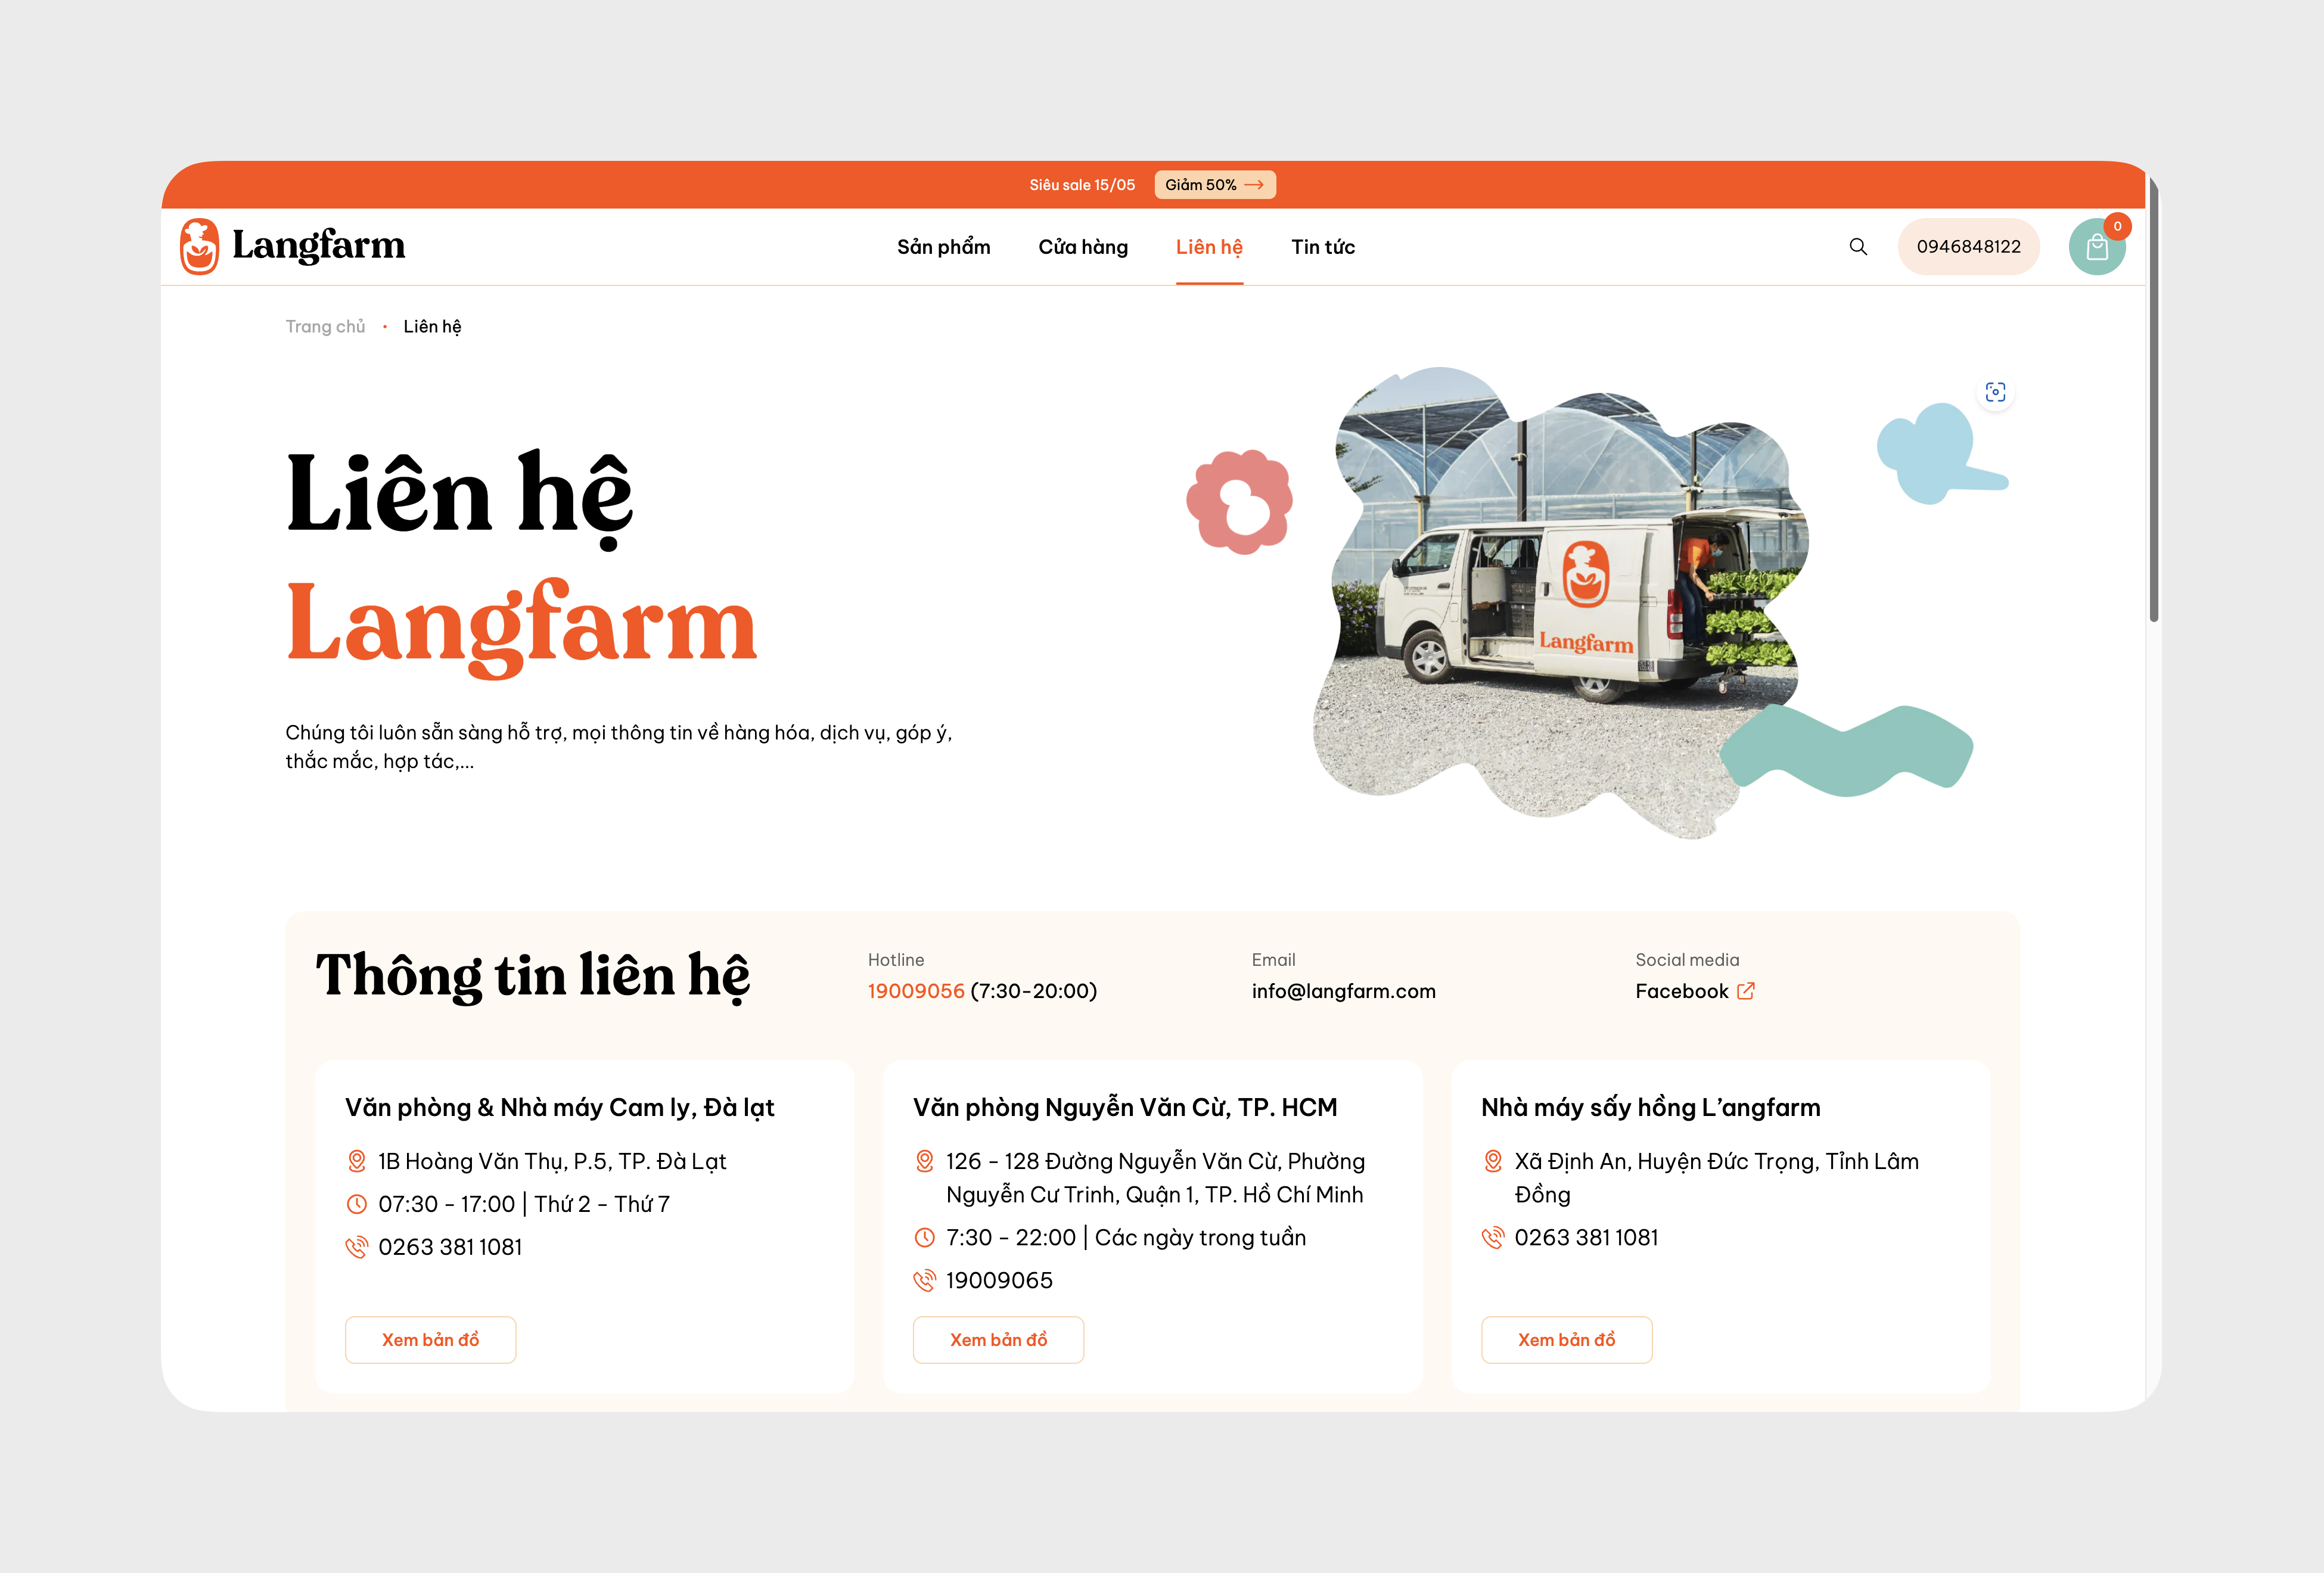 Siêu sale 15/05 Giảm 50%
Langfarm
Sản phẩm Cửa hàng Liên hệ Tin tức
0946848122
0
Trang chủ • Liên hệ
Liên hệ
Langfarm
Chúng tôi luôn sẵn sàng hỗ trợ, mọi thông tin về hàng hóa, dịch vụ, góp ý,
thắc mắc, hợp tác,...
Langfarm
Thông tin liên hệ
Hotline
19009056 (7:30-20:00)
Email
info@langfarm.com
Social media
Facebook
Văn phòng & Nhà máy Cam ly, Đà lạt
1B Hoàng Văn Thụ, P.5, TP. Đà Lạt
07:30 - 17:00 | Thứ 2 - Thứ 7
0263 381 1081
Xem bản đồ
Văn phòng Nguyễn Văn Cừ, TP. HCM
126 - 128 Đường Nguyễn Văn Cừ, Phường
Nguyễn Cư Trinh, Quận 1, TP. Hồ Chí Minh
7:30 - 22:00 | Các ngày trong tuần
19009065
Xem bản đồ
Nhà máy sấy hồng L’angfarm
Xã Định An, Huyện Đức Trọng, Tỉnh Lâm
Đồng
0263 381 1081
Xem bản đồ